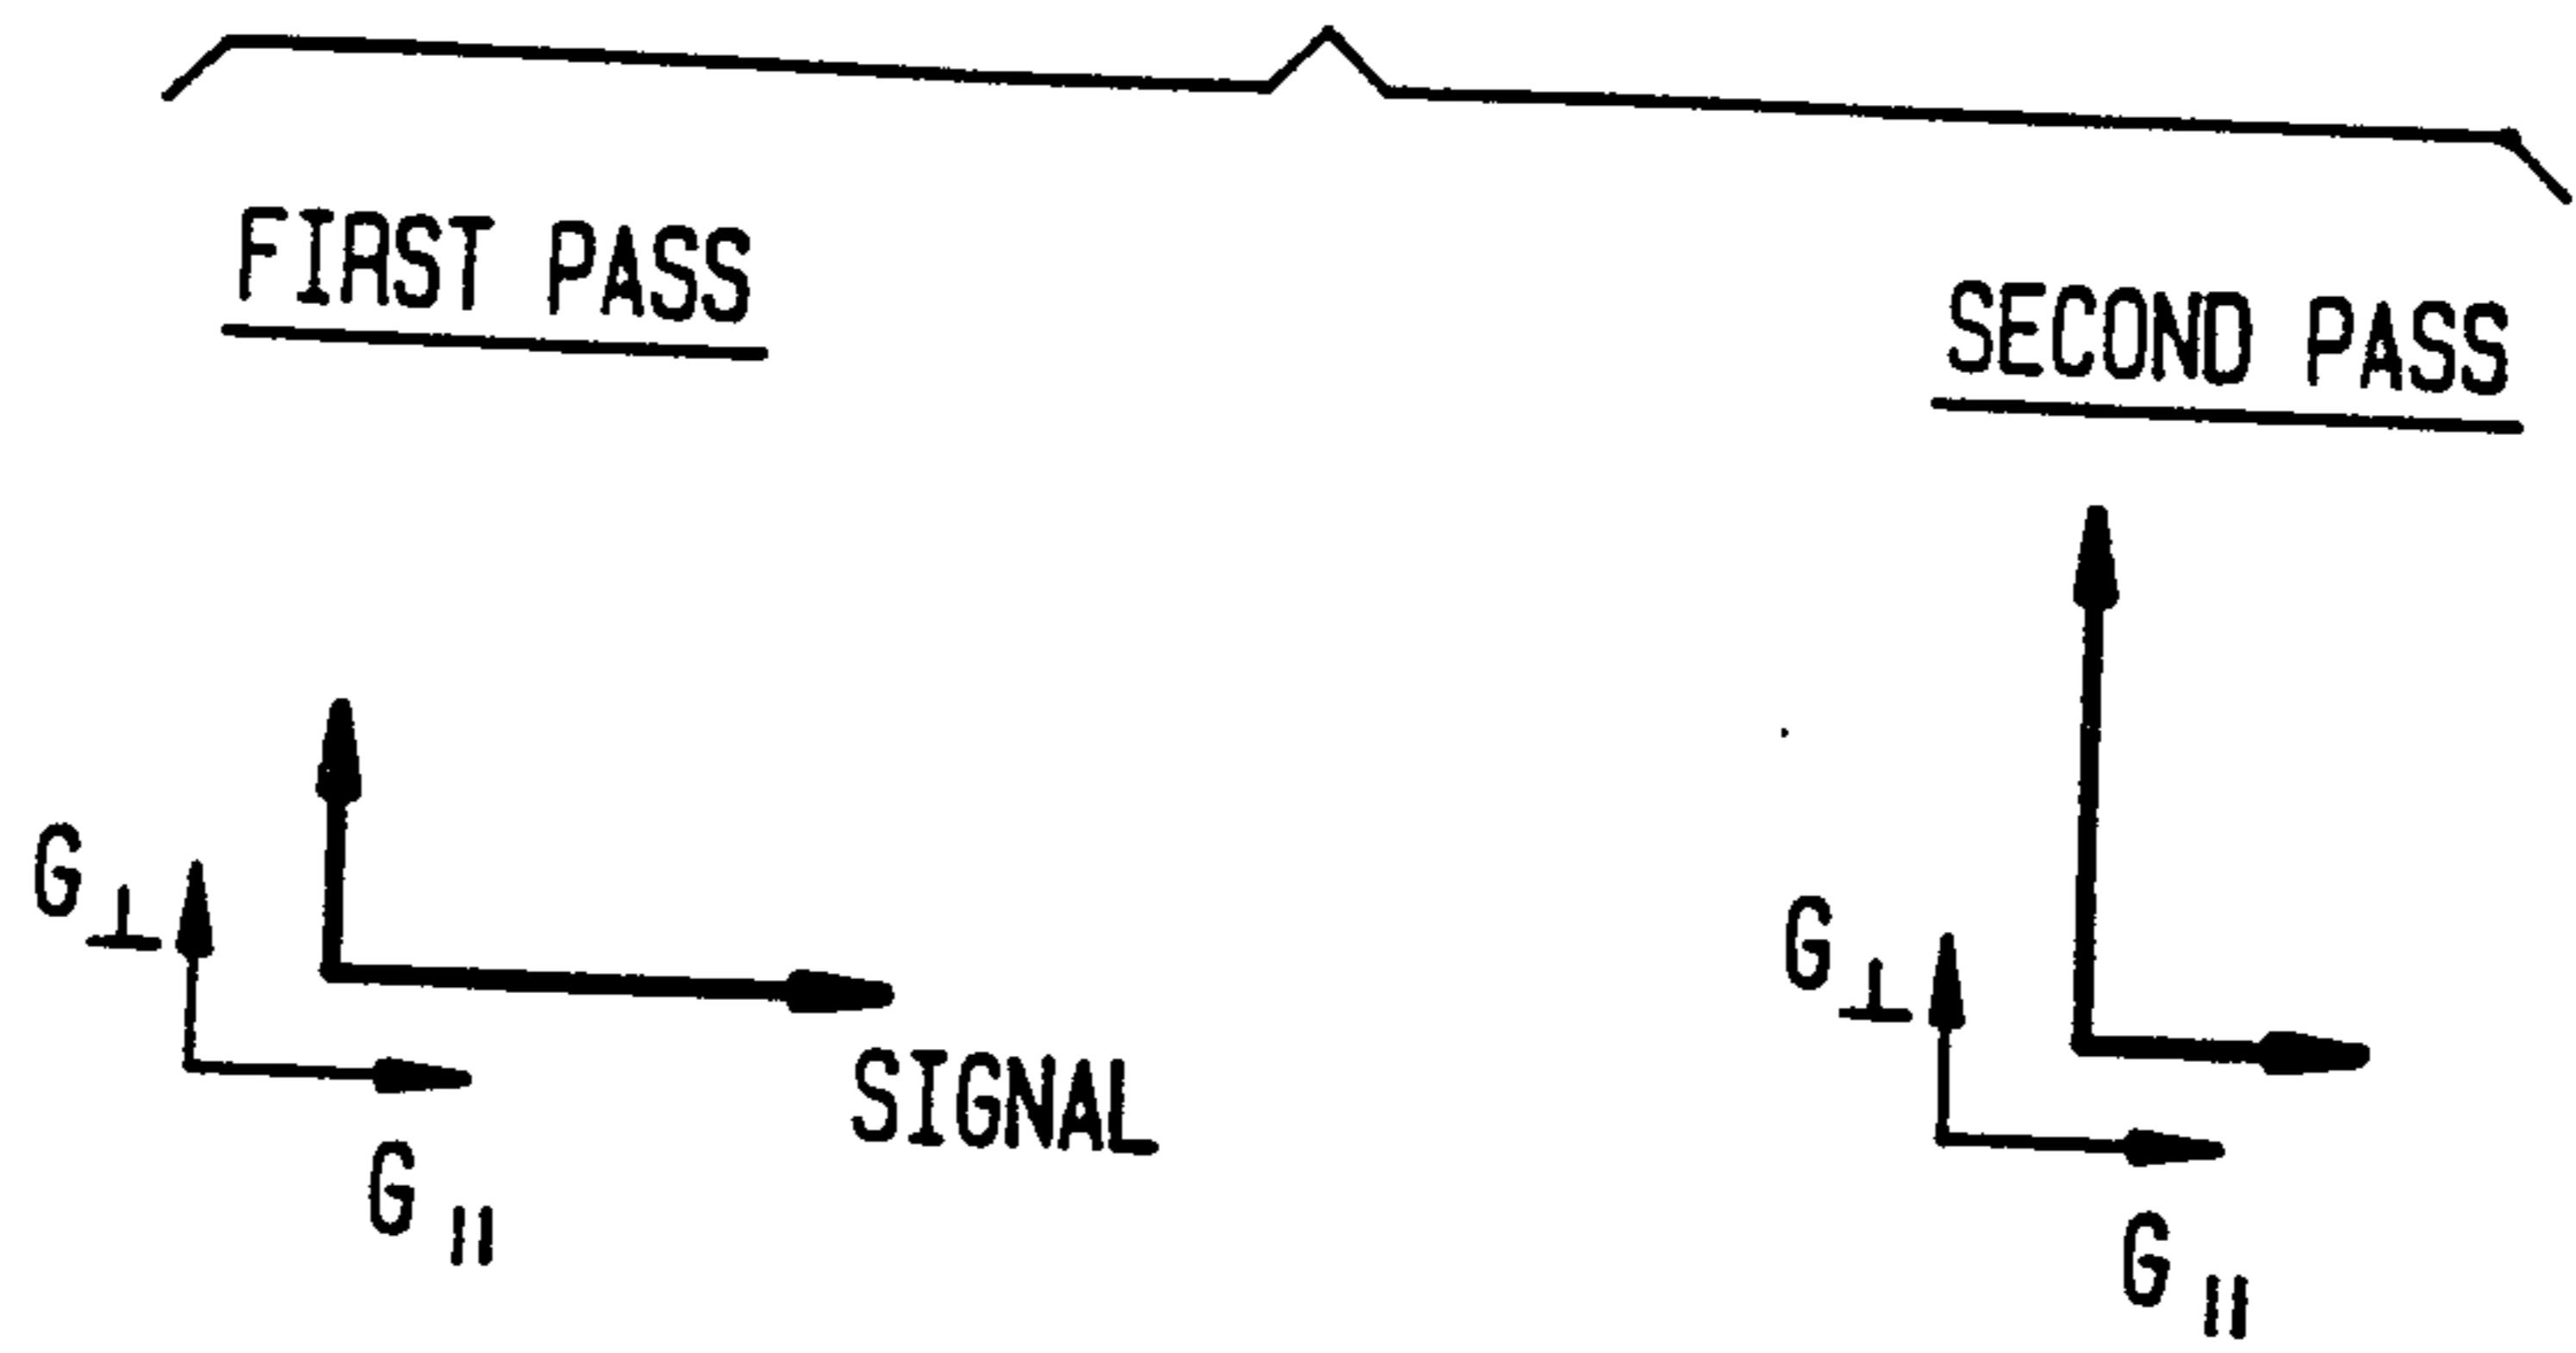 FIRST PASS
SECOND PASS
G⊥
G∥
SIGNAL
G⊥
G∥